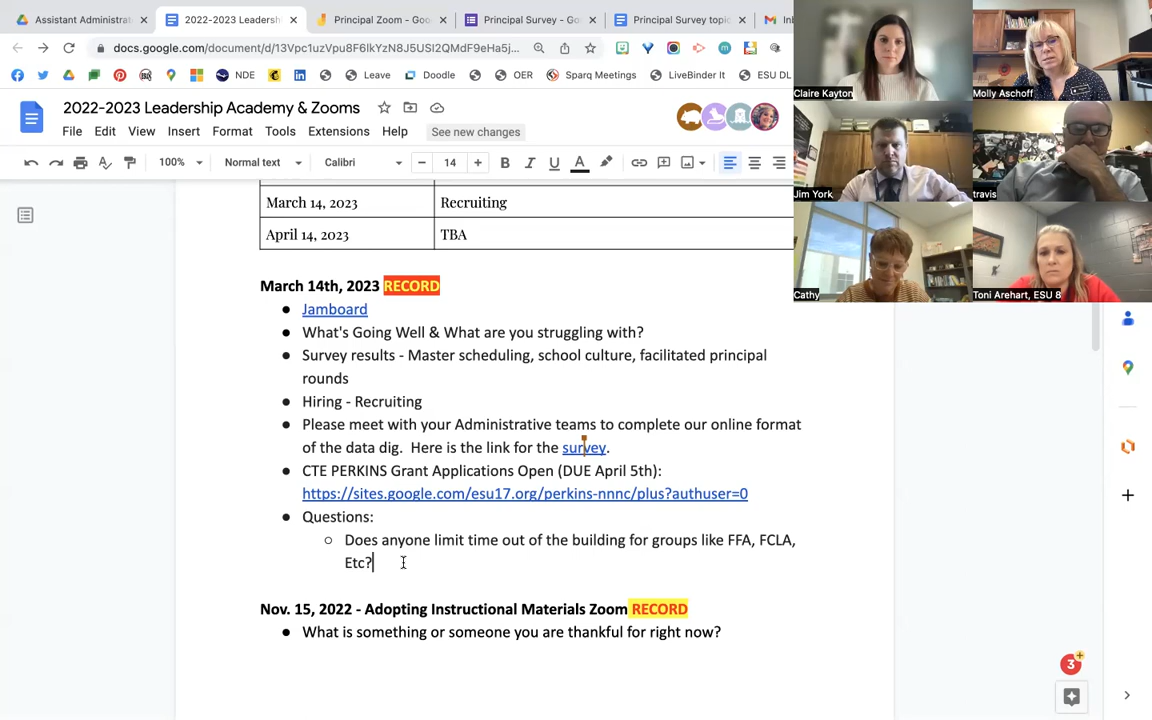 Assistant Administrat
2022-2023 Leadersh
Principal Zoom - Goo
Principal Survey - Go
Principal Survey topic
docs.google.com/document/d/13Vpc1uzVpu8F6IkYzN8J5USI2QMdF9eHa5j...
NDE
Leave
Doodle
OER
Sparq Meetings
LiveBinder It
ESU DL
2022-2023 Leadership Academy & Zooms
File Edit View Insert Format Tools Extensions Help
See new changes
100%
Normal text
Calibri
14
B I U A
March 14, 2023 Recruiting
April 14, 2023 TBA
March 14th, 2023 RECORD
Jamboard
What's Going Well & What are you struggling with?
Survey results - Master scheduling, school culture, facilitated principal
rounds
Hiring - Recruiting
Please meet with your Administrative teams to complete our online format
of the data dig. Here is the link for the survey.
CTE PERKINS Grant Applications Open (DUE April 5th):
https://sites.google.com/esu17.org/perkins-nnnc/plus?authuser=0
Questions:
Does anyone limit time out of the building for groups like FFA, FCLA,
Etc?
Nov. 15, 2022 - Adopting Instructional Materials Zoom RECORD
What is something or someone you are thankful for right now?
Claire Kayton
Molly Aschoff
Jim York
travis
Cathy
Toni Arehart, ESU 8
3